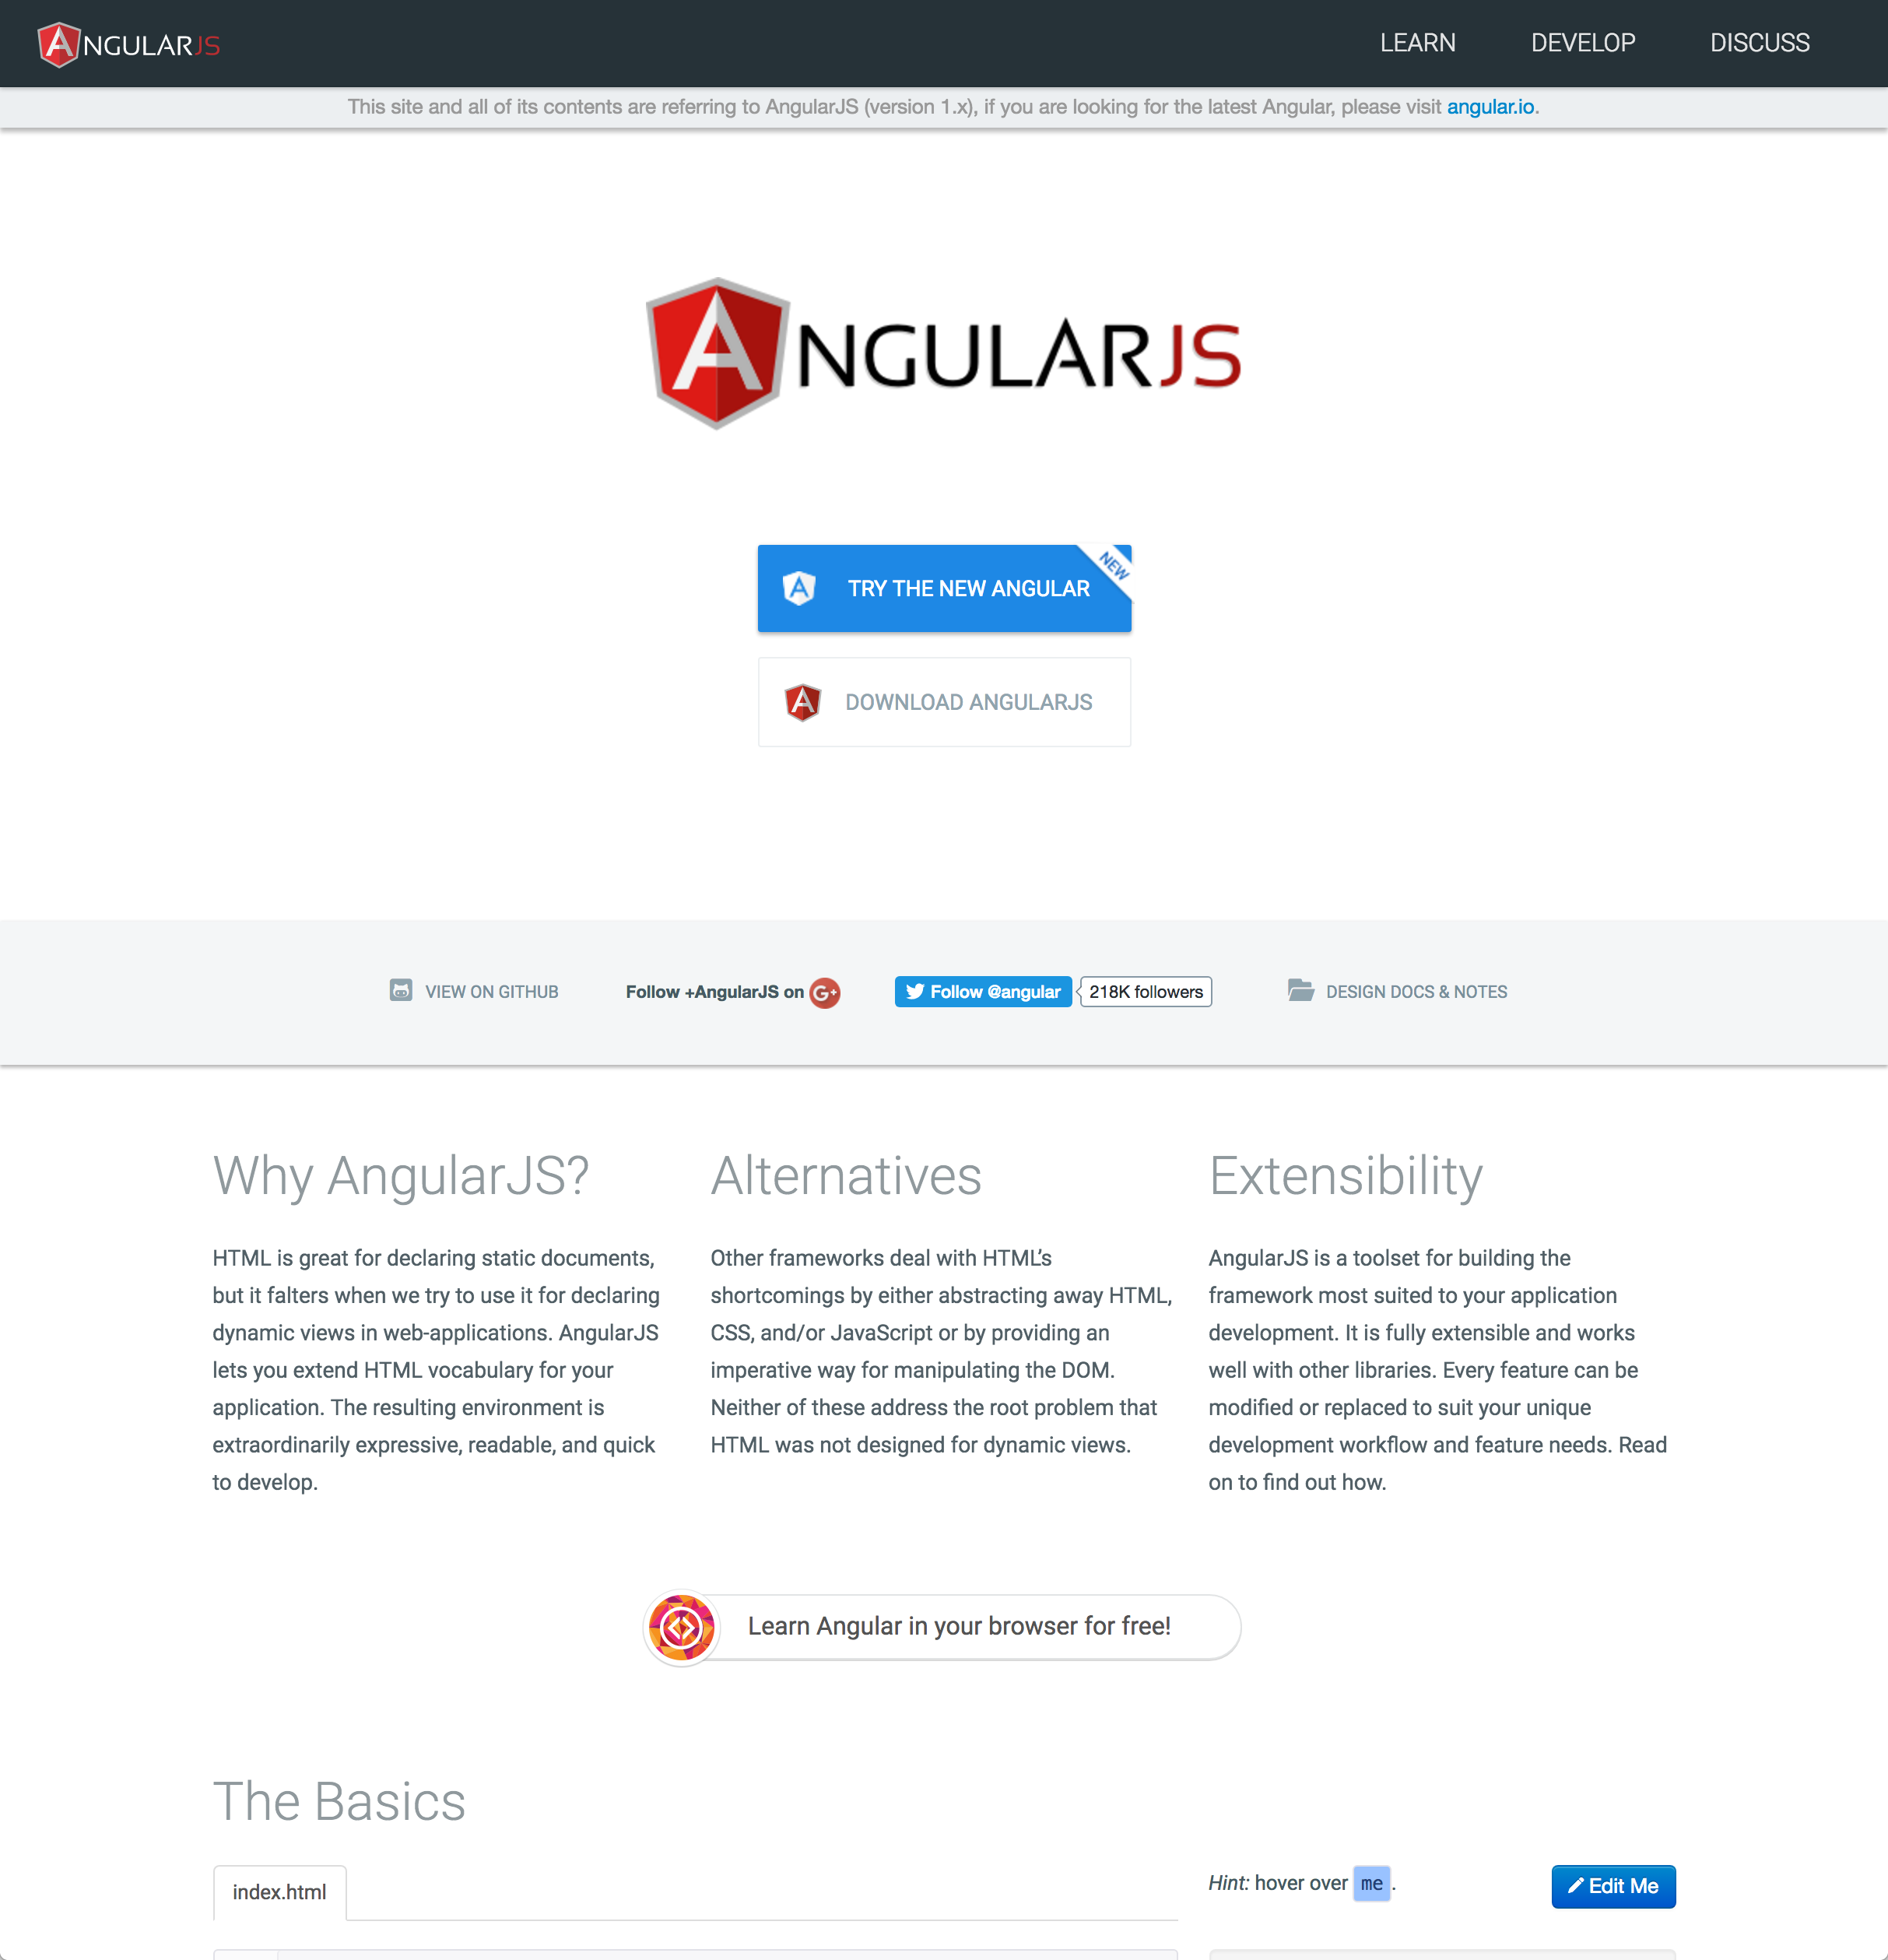 ANGULARJS
LEARN
DEVELOP
DISCUSS
This site and all of its contents are referring to AngularJS (version 1.x), if you are looking for the latest Angular, please visit angular.io.
ANGULARJS
TRY THE NEW ANGULAR
NEW
DOWNLOAD ANGULARJS
VIEW ON GITHUB
Follow +AngularJS on G+
Follow @angular
218K followers
DESIGN DOCS & NOTES
Why AngularJS?
HTML is great for declaring static documents,
but it falters when we try to use it for declaring
dynamic views in web-applications. AngularJS
lets you extend HTML vocabulary for your
application. The resulting environment is
extraordinarily expressive, readable, and quick
to develop.
Alternatives
Other frameworks deal with HTML’s
shortcomings by either abstracting away HTML,
CSS, and/or JavaScript or by providing an
imperative way for manipulating the DOM.
Neither of these address the root problem that
HTML was not designed for dynamic views.
Extensibility
AngularJS is a toolset for building the
framework most suited to your application
development. It is fully extensible and works
well with other libraries. Every feature can be
modified or replaced to suit your unique
development workflow and feature needs. Read
on to find out how.
Learn Angular in your browser for free!
The Basics
index.html
Hint: hover over me.
Edit Me